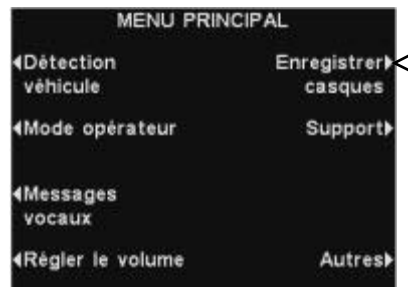 MENU PRINCIPAL
Détection
véhicule
Enregistrer
casques
Mode opérateur
Support
Messages
vocaux
Régler le volume
Autres